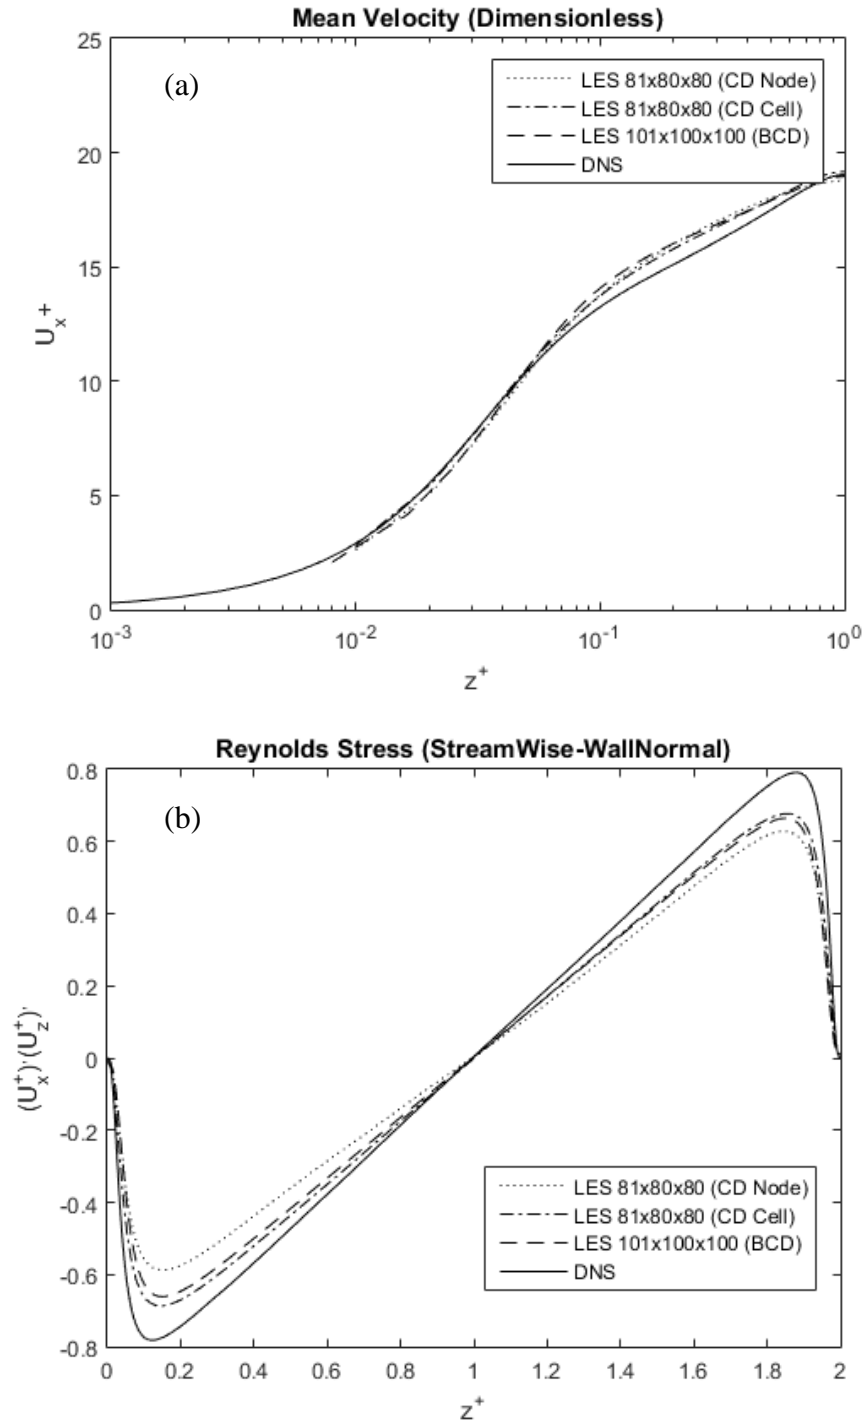 Mean Velocity (Dimensionless)
25
(a)
LES 81x80x80 (CD Node)
LES 81x80x80 (CD Cell)
LES 101x100x100 (BCD)
DNS
20
15
U_x+
10
5
0
10^-3
10^-2
10^-1
10^0
z^+
Reynolds Stress (StreamWise-WallNormal)
0.8
(b)
0.6
0.4
0.2
0
(U_x^+)'(U_z^+)'
-0.2
-0.4
LES 81x80x80 (CD Node)
LES 81x80x80 (CD Cell)
LES 101x100x100 (BCD)
DNS
-0.6
-0.8
0
0.2
0.4
0.6
0.8
1
1.2
1.4
1.6
1.8
2
z^+